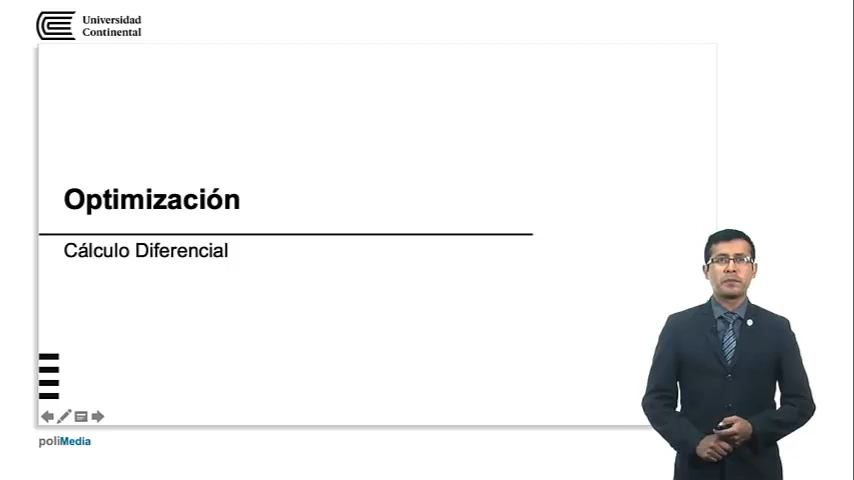 Universidad
Continental
Optimización
Cálculo Diferencial
poliMedia